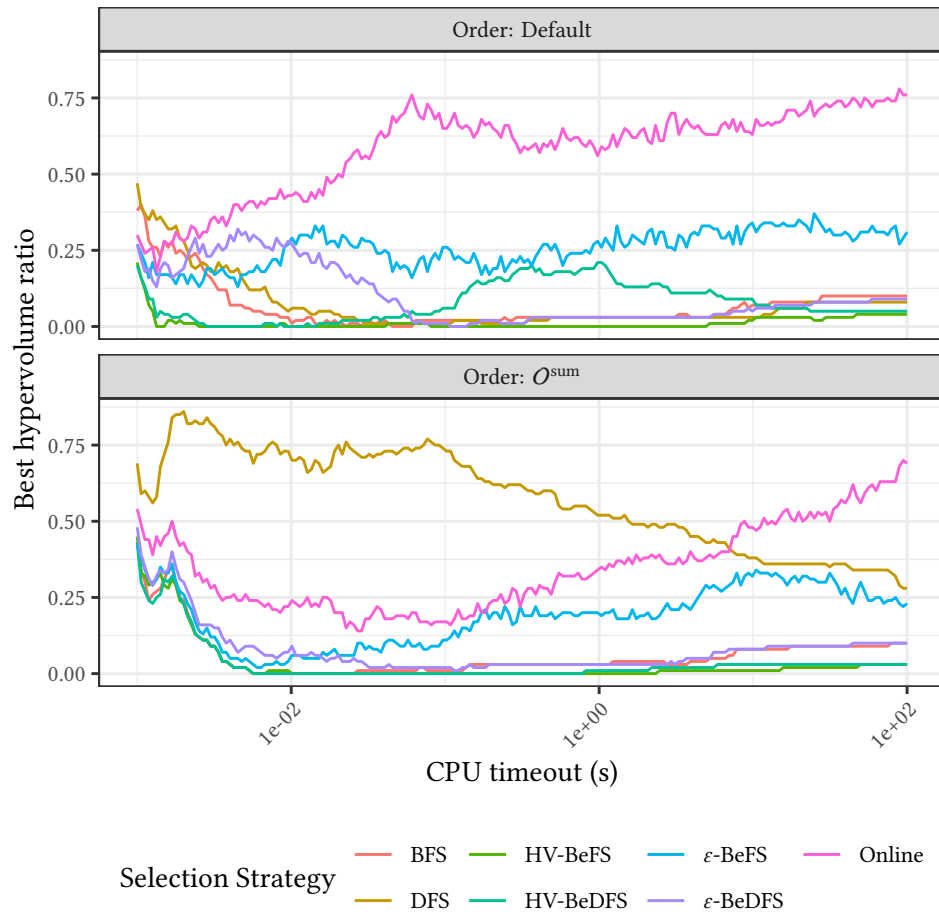 Order: Default
0.75
0.50
0.25
0.00
Order: 𝒪^sum
0.75
0.50
0.25
0.00
Best hypervolume ratio
1e-02
1e+00
1e+02
CPU timeout (s)
Selection Strategy
BFS HV-BeFS ε-BeFS Online
DFS HV-BeDFS ε-BeDFS